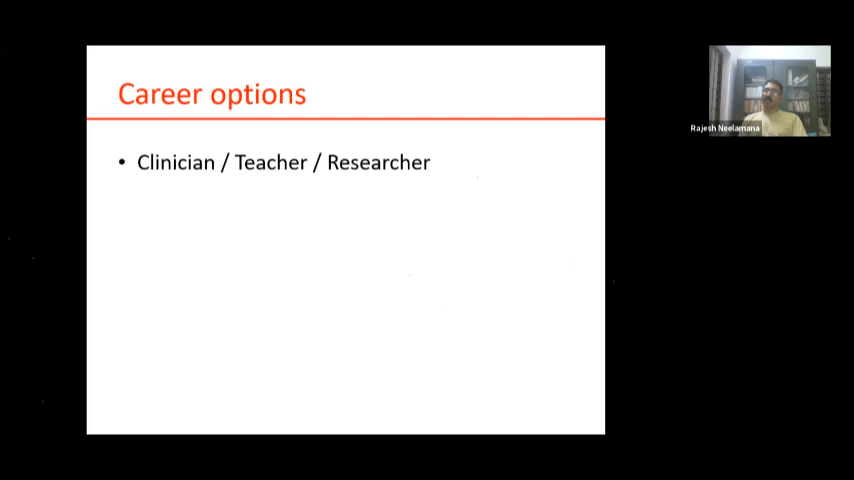 Career options
• Clinician / Teacher / Researcher
Rajesh Neelamana